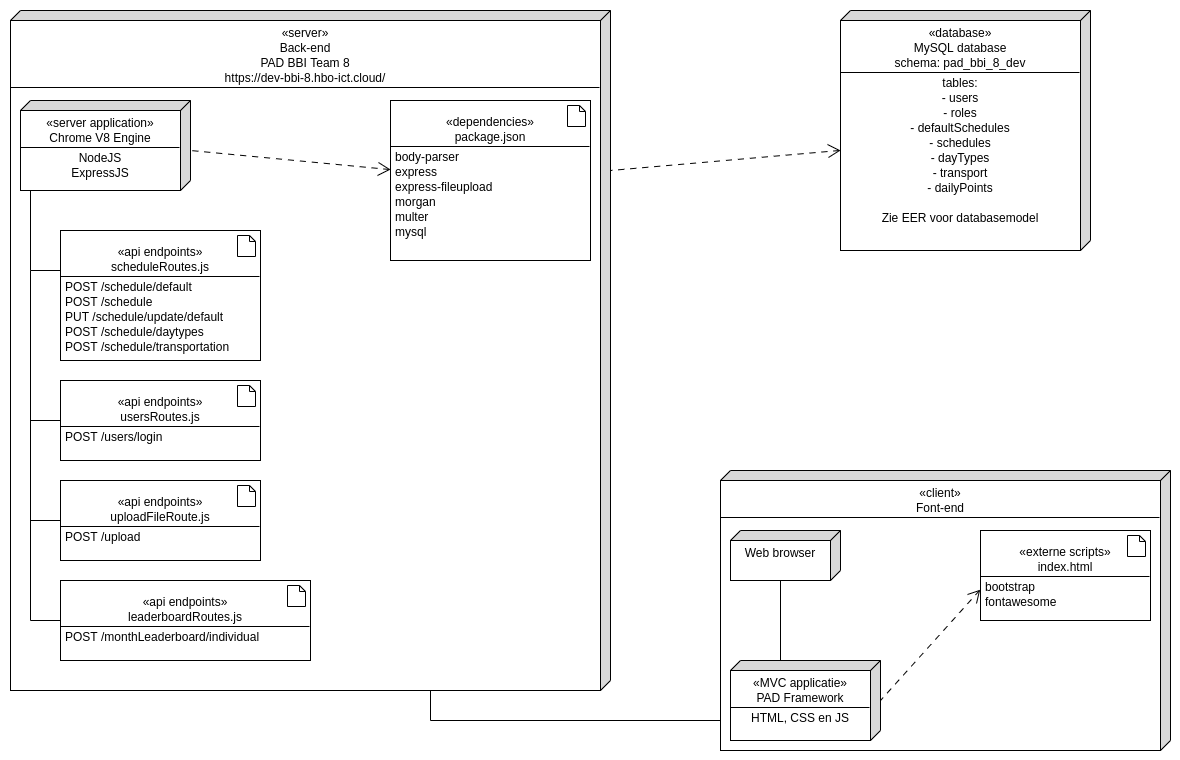 «server»
Back-end
PAD BBI Team 8
https://dev-bbi-8.hbo-ict.cloud/
«server application»
Chrome V8 Engine
NodeJS
ExpressJS
«dependencies»
package.json
body-parser
express
express-fileupload
morgan
multer
mysql
«api endpoints»
scheduleRoutes.js
POST /schedule/default
POST /schedule
PUT /schedule/update/default
POST /schedule/daytypes
POST /schedule/transportation
«api endpoints»
usersRoutes.js
POST /users/login
«api endpoints»
uploadFileRoute.js
POST /upload
«api endpoints»
leaderboardRoutes.js
POST /monthLeaderboard/individual
«database»
MySQL database
schema: pad_bbi_8_dev
tables:
- users
- roles
- defaultSchedules
- schedules
- dayTypes
- transport
- dailyPoints
Zie EER voor databasemodel
«client»
Font-end
Web browser
«externe scripts»
index.html
bootstrap
fontawesome
«MVC applicatie»
PAD Framework
HTML, CSS en JS